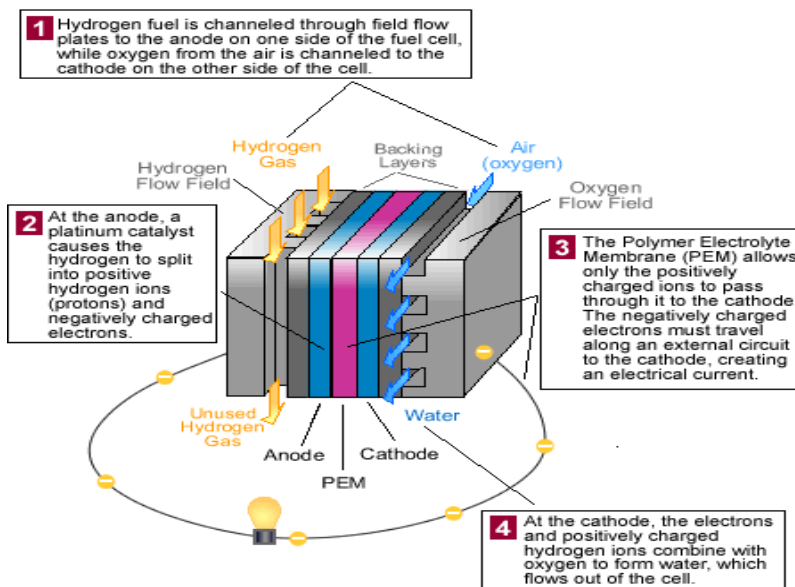 1 Hydrogen fuel is channeled through field flow
plates to the anode on one side of the fuel cell,
while oxygen from the air is channeled to the
cathode on the other side of the cell.
Hydrogen
Gas
Hydrogen
Flow Field
Backing
Layers
Air
(oxygen)
Oxygen
Flow Field
2 At the anode, a
platinum catalyst
causes the
hydrogen to split
into positive
hydrogen ions
(protons) and
negatively charged
electrons.
3 The Polymer Electrolyte
Membrane (PEM) allows
only the positively
charged ions to pass
through it to the cathode
The negatively charged
electrons must travel
along an external circuit
to the cathode, creating
an electrical current.
Unused
Hydrogen
Gas
Anode
PEM
Cathode
Water
4 At the cathode, the electrons
and positively charged
hydrogen ions combine with
oxygen to form water, which
flows out of the cell.